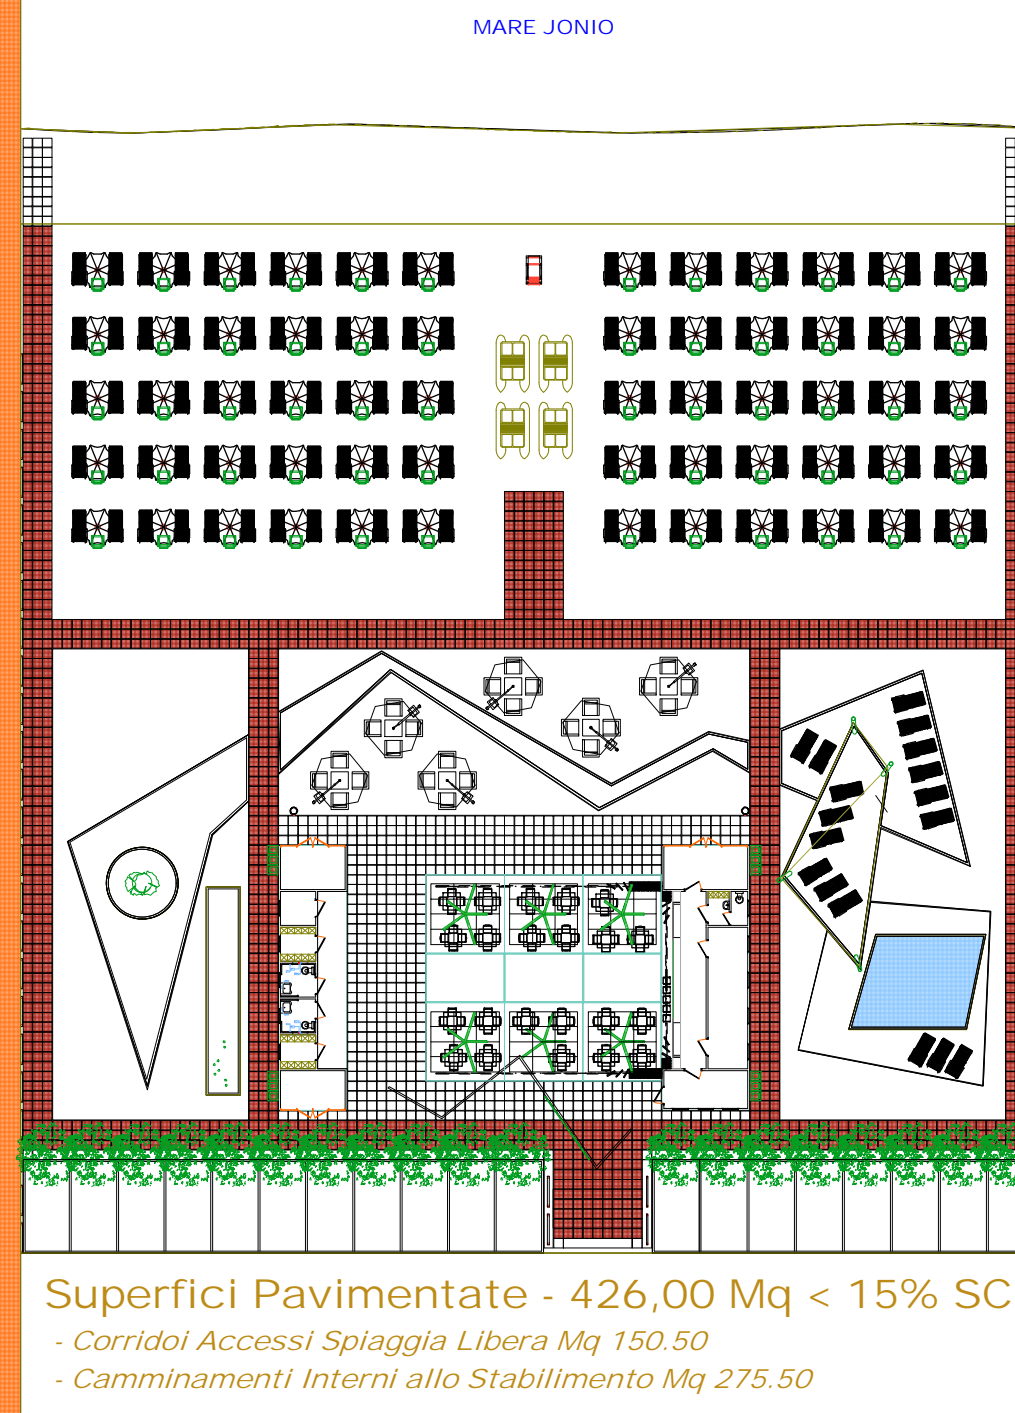 MARE JONIO
Superfici Pavimentate - 426,00 Mq < 15% SC
- Corridoi Accessi Spiaggia Libera Mq 150.50
- Camminamenti Interni allo Stabilimento Mq 275.50